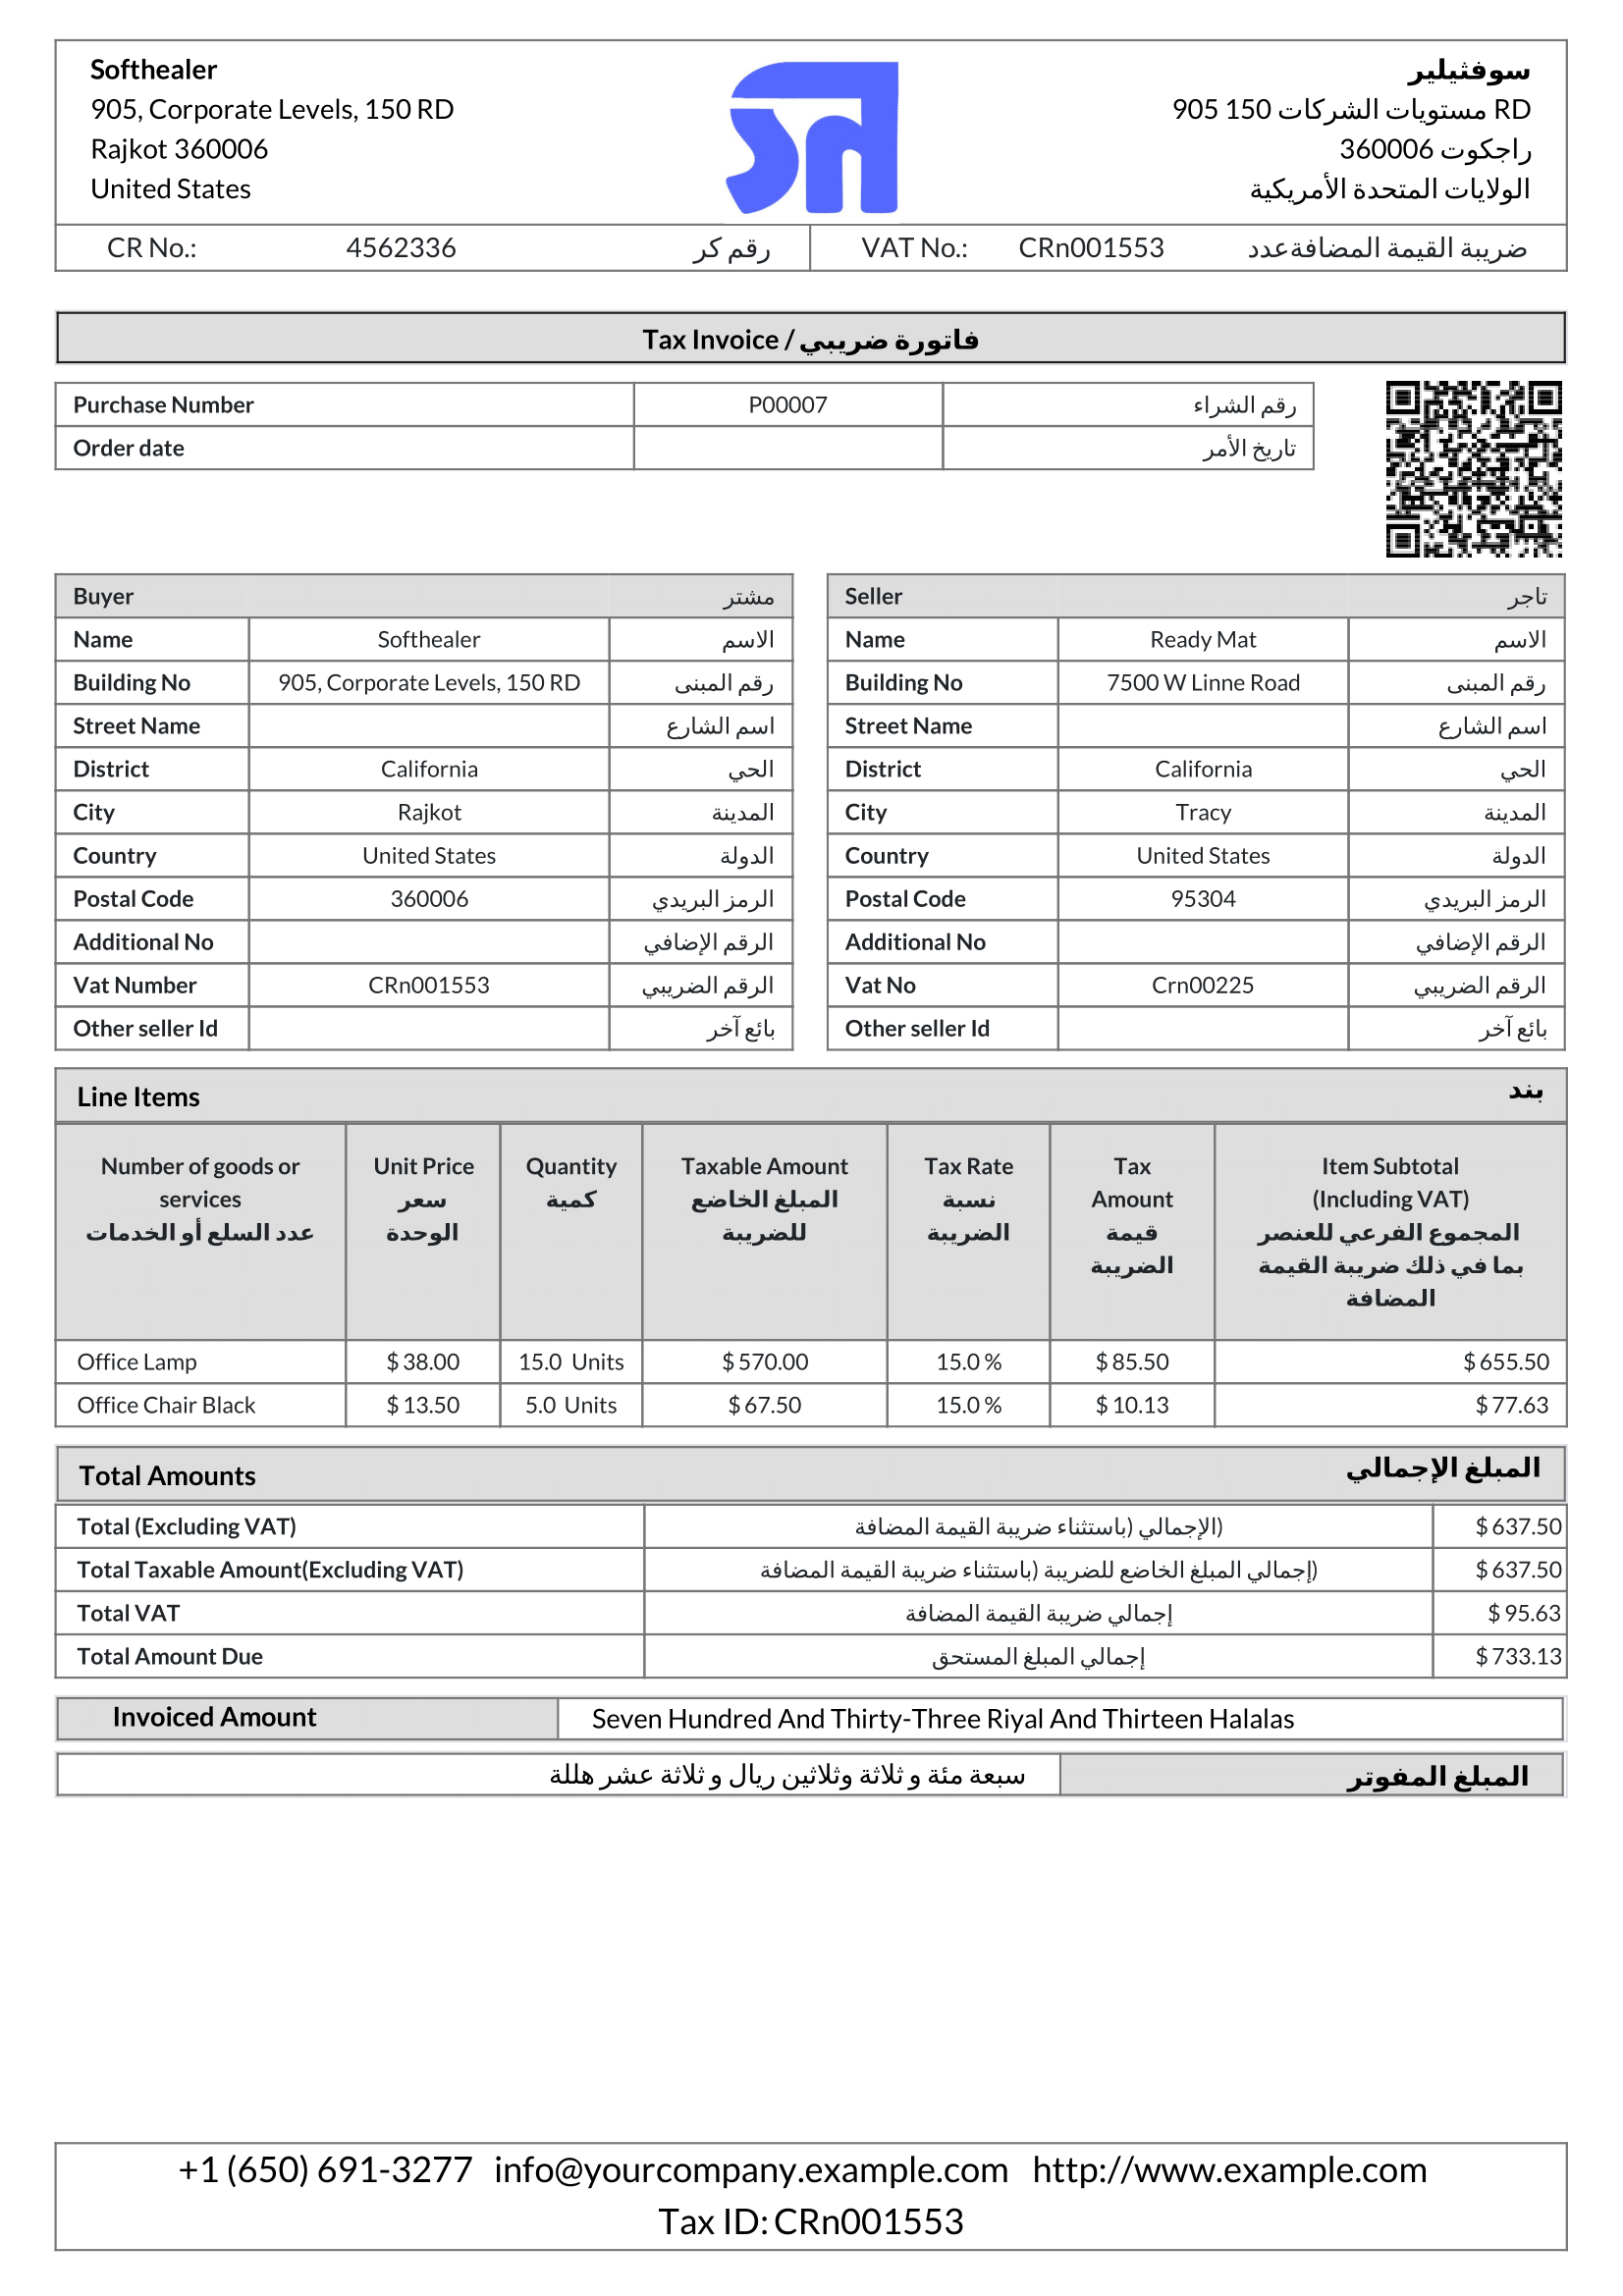 Softhealer
905, Corporate Levels, 150 RD
Rajkot 360006
United States
سوفثيلير
905 150 مستويات الشركات RD
راجكوت 360006
الولايات المتحدة الأمريكية
CR No.: 4562336 رقم كر
VAT No.: CRn001553 ضريبة القيمة المضافةعدد
Tax Invoice / فاتورة ضريبي
Purchase Number P00007 رقم الشراء
Order date تاريخ الأمر
Buyer مشتر
Name Softhealer الاسم
Building No 905, Corporate Levels, 150 RD رقم المبنى
Street Name اسم الشارع
District California الحي
City Rajkot المدينة
Country United States الدولة
Postal Code 360006 الرمز البريدي
Additional No الرقم الإضافي
Vat Number CRn001553 الرقم الضريبي
Other seller Id بائع آخر
Seller تاجر
Name Ready Mat الاسم
Building No 7500 W Linne Road رقم المبنى
Street Name اسم الشارع
District California الحي
City Tracy المدينة
Country United States الدولة
Postal Code 95304 الرمز البريدي
Additional No الرقم الإضافي
Vat No Crn00225 الرقم الضريبي
Other seller Id بائع آخر
Line Items بند
Number of goods or
services
عدد السلع أو الخدمات
Unit Price
سعر
الوحدة
Quantity
كمية
Taxable Amount
المبلغ الخاضع
للضريبة
Tax Rate
نسبة
الضريبة
Tax
Amount
قيمة
الضريبة
Item Subtotal
(Including VAT)
المجموع الفرعي للعنصر
بما في ذلك ضريبة القيمة
المضافة
Office Lamp $ 38.00 15.0 Units $ 570.00 15.0 % $ 85.50 $ 655.50
Office Chair Black $ 13.50 5.0 Units $ 67.50 15.0 % $ 10.13 $ 77.63
Total Amounts المبلغ الإجمالي
Total (Excluding VAT) الإجمالي (باستثناء ضريبة القيمة المضافة) $ 637.50
Total Taxable Amount(Excluding VAT) إجمالي المبلغ الخاضع للضريبة (باستثناء ضريبة القيمة المضافة) $ 637.50
Total VAT إجمالي ضريبة القيمة المضافة $ 95.63
Total Amount Due إجمالي المبلغ المستحق $ 733.13
Invoiced Amount Seven Hundred And Thirty-Three Riyal And Thirteen Halalas
المبلغ المفوتر سبعة مئة و ثلاثة وثلاثين ريال و ثلاثة عشر هللة
+1 (650) 691-3277 info@yourcompany.example.com http://www.example.com
Tax ID: CRn001553